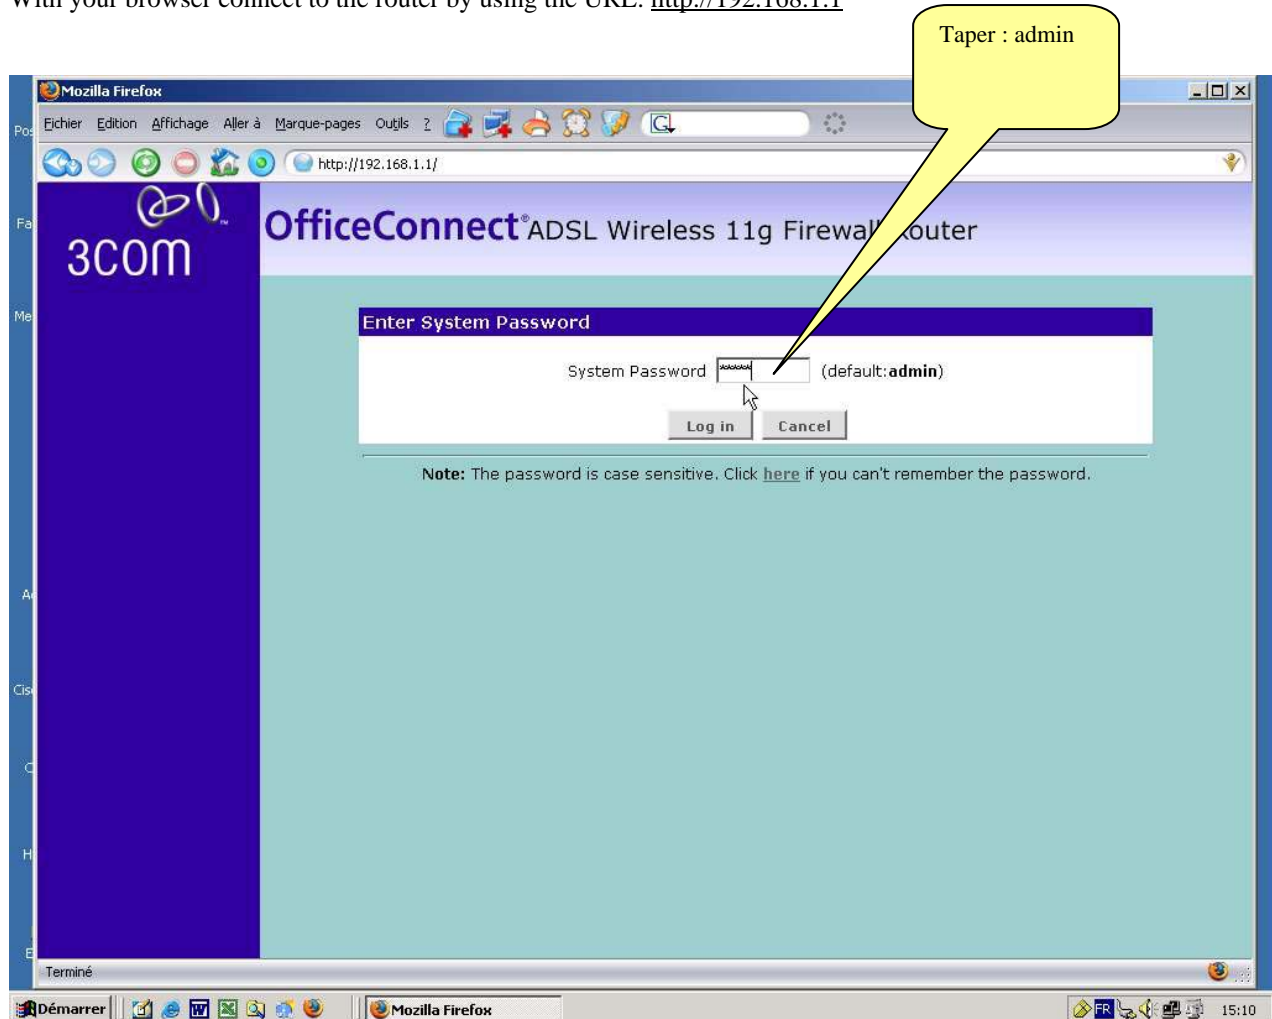 With your browser connect to the router by using the URL: http://192.168.1.1
Taper : admin
Mozilla Firefox
Fichier Edition Affichage Aller à Marque-pages Outils ?
http://192.168.1.1/
3COM
OfficeConnect® ADSL Wireless 11g Firewall Router
Enter System Password
System Password ***** (default:admin)
Log in Cancel
Note: The password is case sensitive. Click here if you can't remember the password.
Terminé
Démarrer Mozilla Firefox FR 15:10